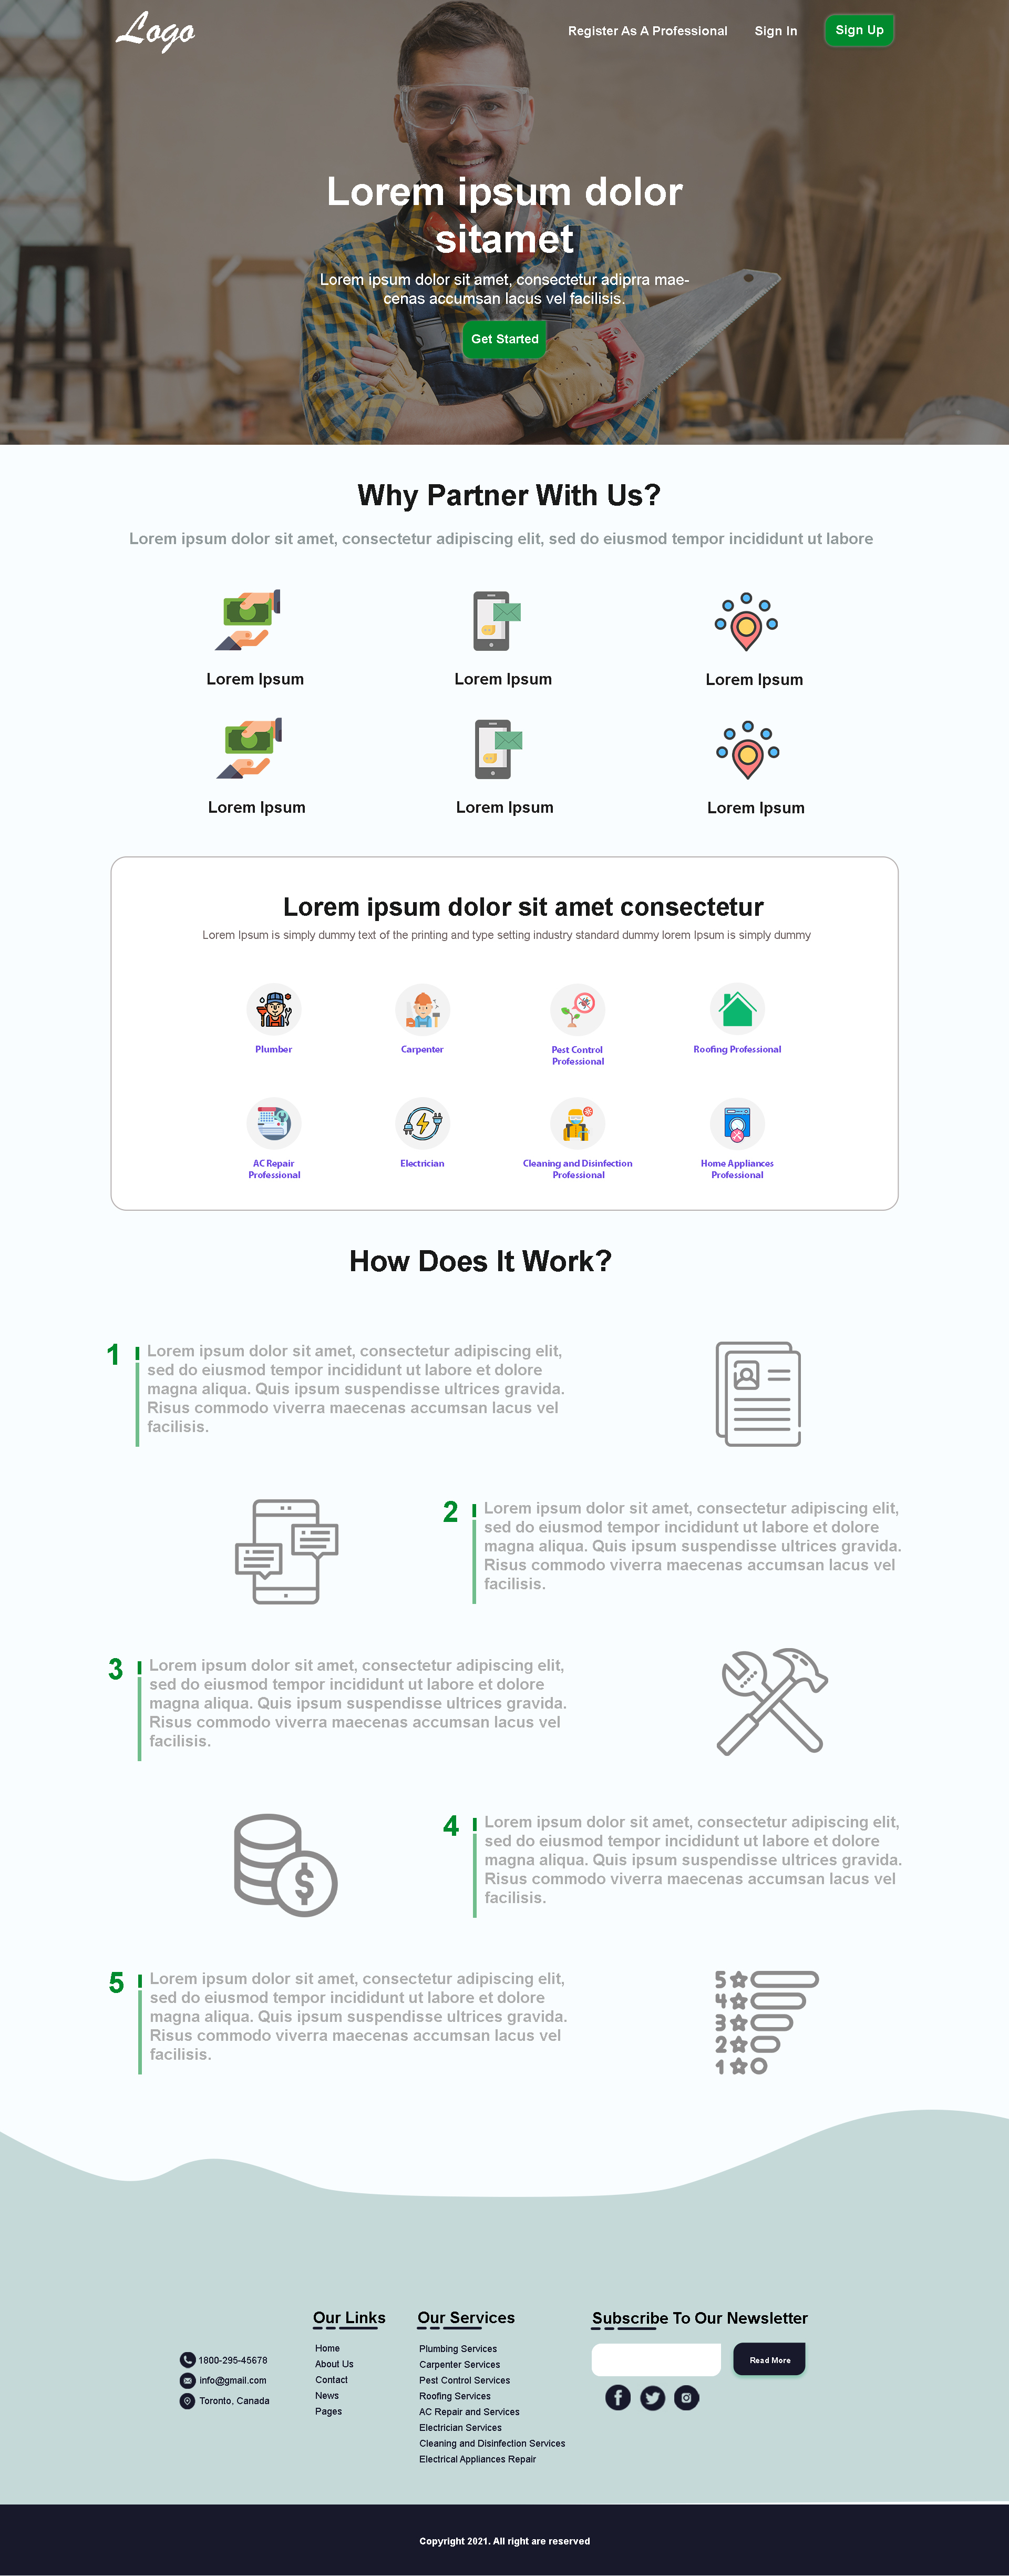 Logo
Register As A Professional
Sign In
Sign Up
Lorem ipsum dolor
sitamet
Lorem ipsum dolor sit amet, consectetur adiprra mae-
cenas accumsan lacus vel facilisis.
Get Started
Why Partner With Us?
Lorem ipsum dolor sit amet, consectetur adipiscing elit, sed do eiusmod tempor incididunt ut labore
Lorem Ipsum
Lorem Ipsum
Lorem Ipsum
Lorem Ipsum
Lorem Ipsum
Lorem Ipsum
Lorem ipsum dolor sit amet consectetur
Lorem Ipsum is simply dummy text of the printing and type setting industry standard dummy lorem Ipsum is simply dummy
Plumber
Carpenter
Pest Control
Professional
Roofing Professional
AC Repair
Professional
Electrician
Cleaning and Disinfection
Professional
Home Appliances
Professional
How Does It Work?
1
Lorem ipsum dolor sit amet, consectetur adipiscing elit,
sed do eiusmod tempor incididunt ut labore et dolore
magna aliqua. Quis ipsum suspendisse ultrices gravida.
Risus commodo viverra maecenas accumsan lacus vel
facilisis.
2
Lorem ipsum dolor sit amet, consectetur adipiscing elit,
sed do eiusmod tempor incididunt ut labore et dolore
magna aliqua. Quis ipsum suspendisse ultrices gravida.
Risus commodo viverra maecenas accumsan lacus vel
facilisis.
3
Lorem ipsum dolor sit amet, consectetur adipiscing elit,
sed do eiusmod tempor incididunt ut labore et dolore
magna aliqua. Quis ipsum suspendisse ultrices gravida.
Risus commodo viverra maecenas accumsan lacus vel
facilisis.
$
4
Lorem ipsum dolor sit amet, consectetur adipiscing elit,
sed do eiusmod tempor incididunt ut labore et dolore
magna aliqua. Quis ipsum suspendisse ultrices gravida.
Risus commodo viverra maecenas accumsan lacus vel
facilisis.
5
Lorem ipsum dolor sit amet, consectetur adipiscing elit,
sed do eiusmod tempor incididunt ut labore et dolore
magna aliqua. Quis ipsum suspendisse ultrices gravida.
Risus commodo viverra maecenas accumsan lacus vel
facilisis.
5
4
3
2
1
1800-295-45678
info@gmail.com
Toronto, Canada
Our Links
Home
About Us
Contact
News
Pages
Our Services
Plumbing Services
Carpenter Services
Pest Control Services
Roofing Services
AC Repair and Services
Electrician Services
Cleaning and Disinfection Services
Electrical Appliances Repair
Subscribe To Our Newsletter
Read More
Copyright 2021. All right are reserved